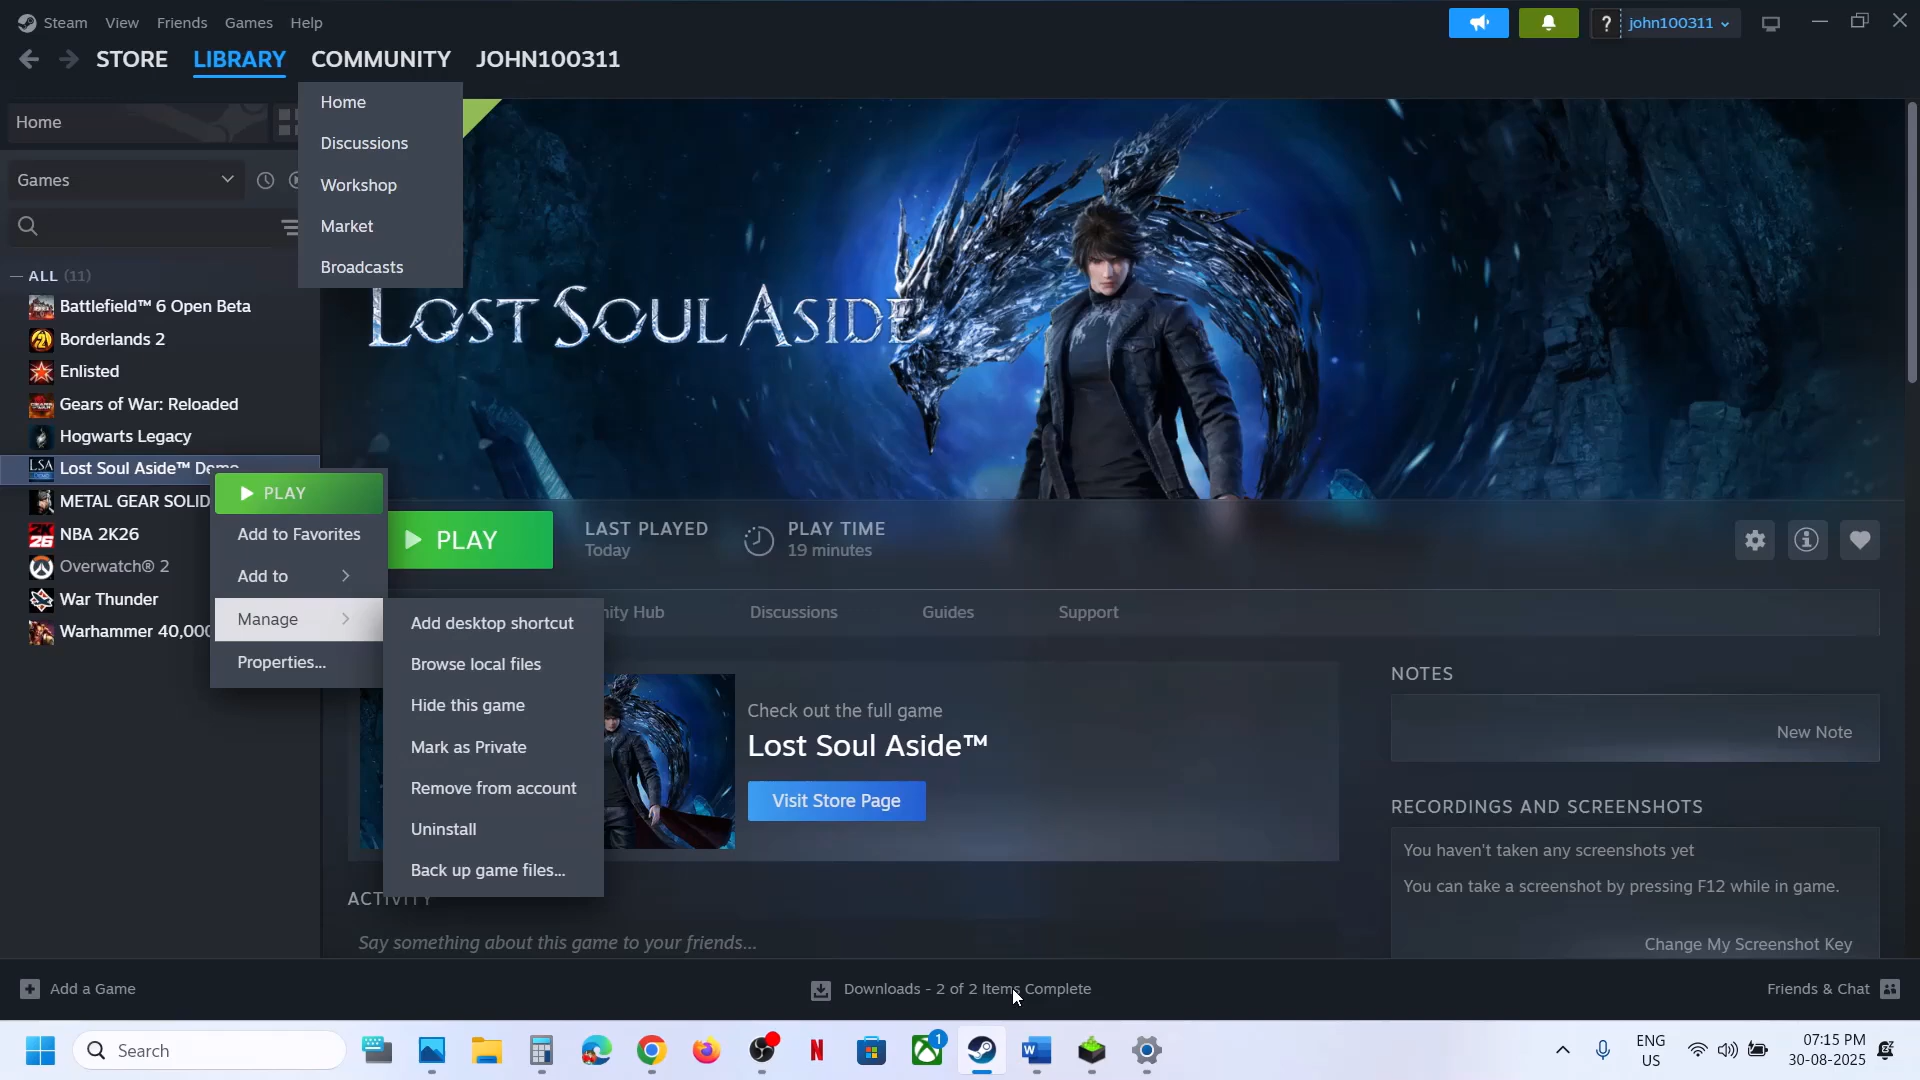 Steam View Friends Games Help
john100311
STORE LIBRARY COMMUNITY JOHN100311
Home
Home
Discussions
Games
Workshop
Market
Broadcasts
ALL (11)
Battlefield™ 6 Open Beta
Borderlands 2
Enlisted
Gears of War: Reloaded
Hogwarts Legacy
Lost Soul Aside™ Demo
METAL GEAR SOLID
NBA 2K26
Overwatch® 2
War Thunder
Warhammer 40,000
LOST SOUL ASIDE
PLAY
Add to Favorites
Add to
Manage
Properties...
Add desktop shortcut
Browse local files
Hide this game
Mark as Private
Remove from account
Uninstall
Back up game files...
PLAY
LAST PLAYED
Today
PLAY TIME
19 minutes
nity Hub Discussions Guides Support
Check out the full game
Lost Soul Aside™
Visit Store Page
NOTES
New Note
RECORDINGS AND SCREENSHOTS
You haven't taken any screenshots yet
You can take a screenshot by pressing F12 while in game.
Change My Screenshot Key
ACTIVITY
Say something about this game to your friends...
Add a Game
Downloads - 2 of 2 Items Complete
Friends & Chat
Search
1
ENG
US
07:15 PM
30-08-2025